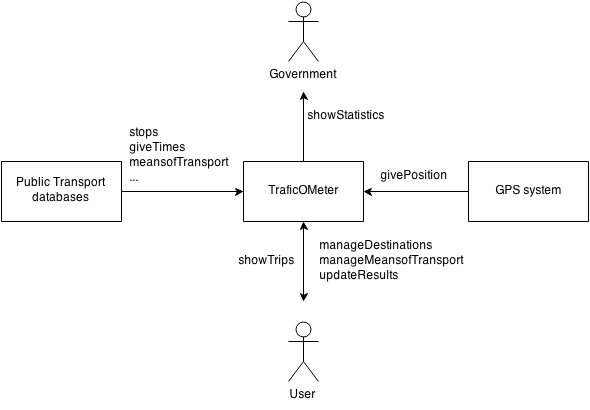 Government
showStatistics
stops
giveTimes
meansofTransport
...
Public Transport
databases
TraficOMeter
givePosition
GPS system
showTrips
manageDestinations
manageMeansofTransport
updateResults
User